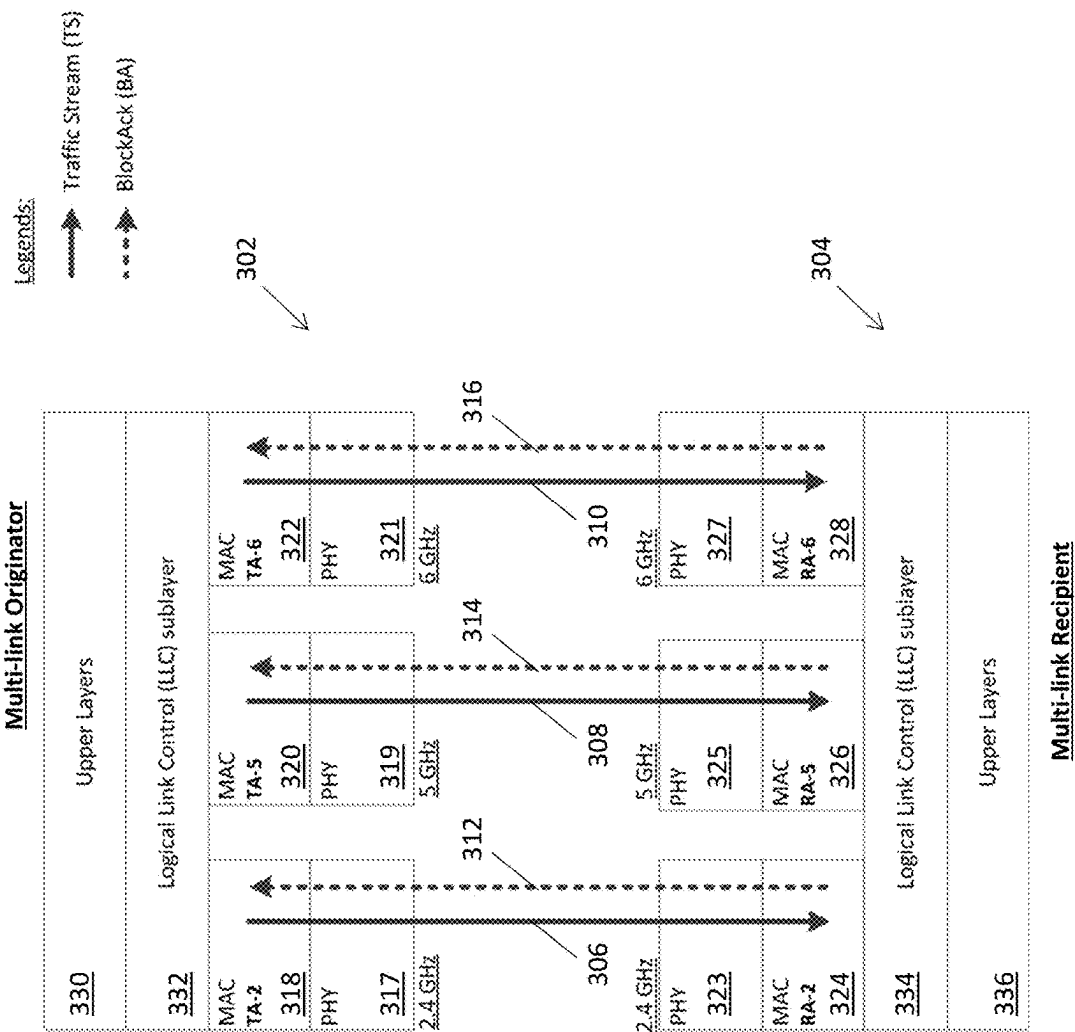 Multi-link Originator
Legends:
Traffic Stream (TS)
BlockAck (BA)
330
Upper Layers
332
Logical Link Control (LLC) sublayer
MAC
TA-2
318
MAC
TA-5
320
MAC
TA-6
322
PHY
317
PHY
319
PHY
321
2.4 GHz
5 GHz
6 GHz
302
306
312
308
314
310
316
304
2.4 GHz
5 GHz
6 GHz
PHY
323
PHY
325
PHY
327
MAC
RA-2
324
MAC
RA-5
326
MAC
RA-6
328
334
Logical Link Control (LLC) sublayer
336
Upper Layers
Multi-link Recipient